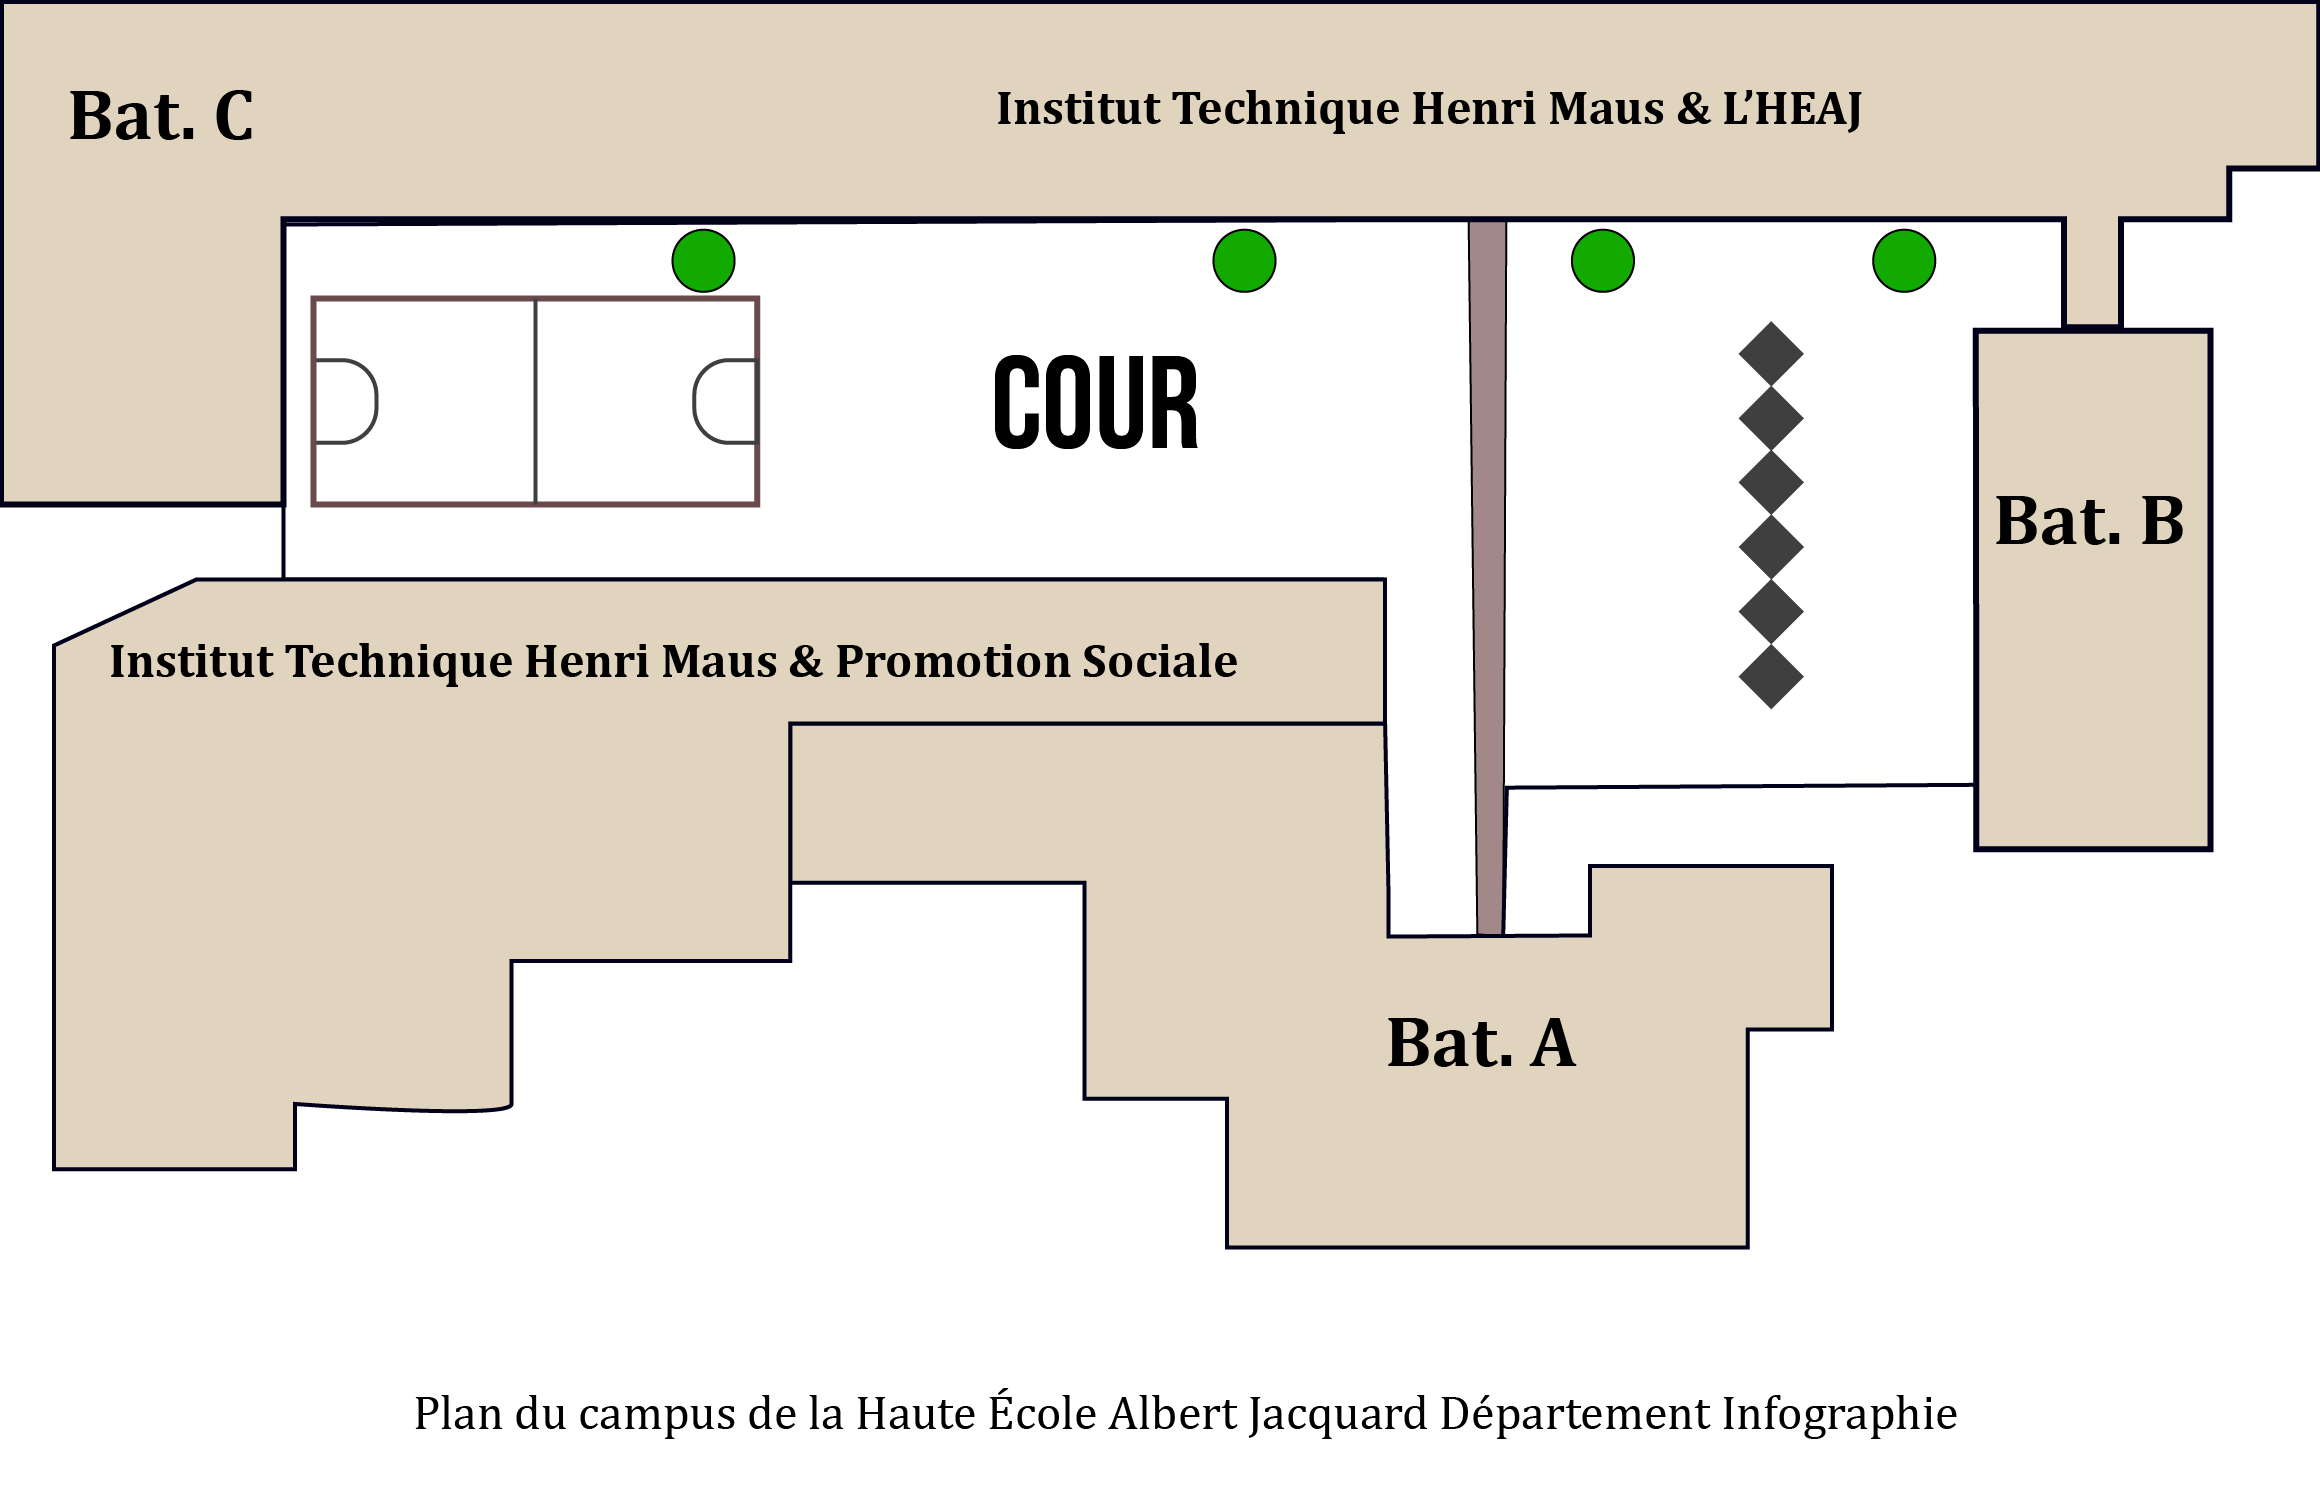 Bat. C
Institut Technique Henri Maus & L’HEAJ
COUR
Bat. B
Institut Technique Henri Maus & Promotion Sociale
Bat. A
Plan du campus de la Haute École Albert Jacquard Département Infographie